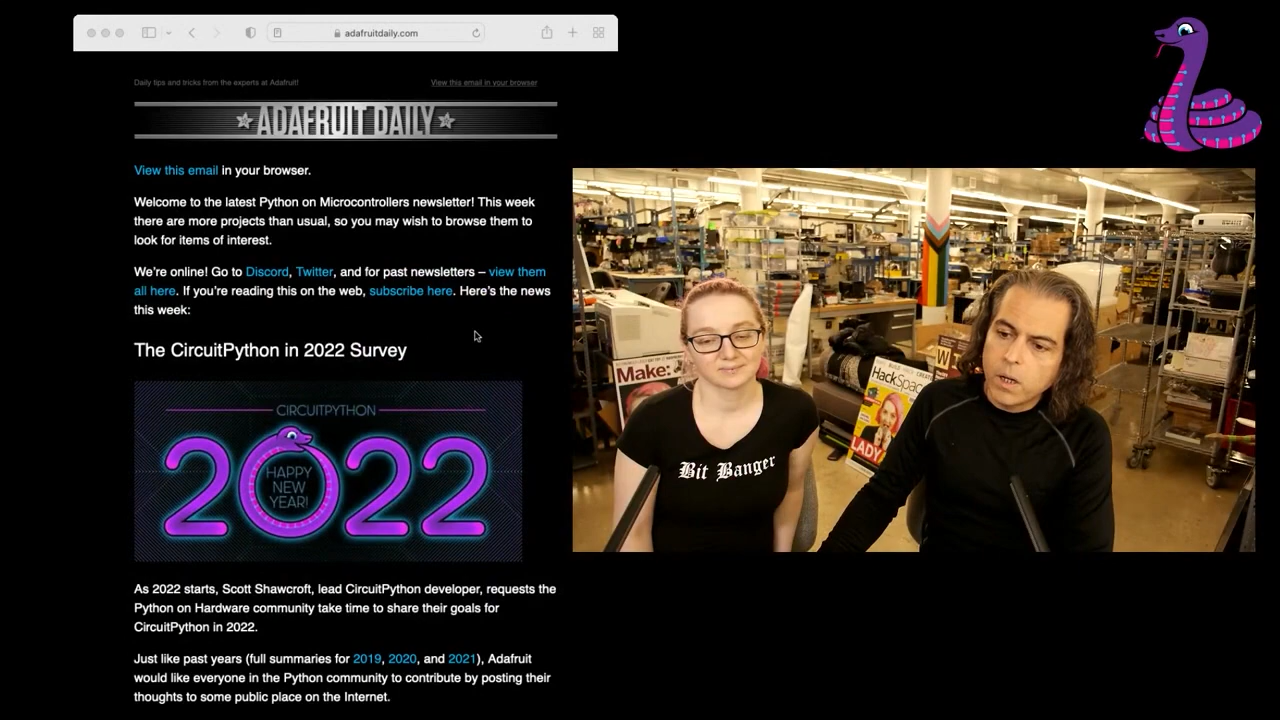 adafruitdaily.com
Daily tips and tricks from the experts at Adafruit!
View this email in your browser
ADAFRUIT DAILY
View this email in your browser.
Welcome to the latest Python on Microcontrollers newsletter! This week
there are more projects than usual, so you may wish to browse them to
look for items of interest.
We're online! Go to Discord, Twitter, and for past newsletters – view them
all here. If you're reading this on the web, subscribe here. Here's the news
this week:
The CircuitPython in 2022 Survey
CIRCUITPYTHON
2022
HAPPY
NEW
YEAR!
As 2022 starts, Scott Shawcroft, lead CircuitPython developer, requests the
Python on Hardware community take time to share their goals for
CircuitPython in 2022.
Just like past years (full summaries for 2019, 2020, and 2021), Adafruit
would like everyone in the Python community to contribute by posting their
thoughts to some public place on the Internet.
Make:
Bit Banger
HackSpac
LADY